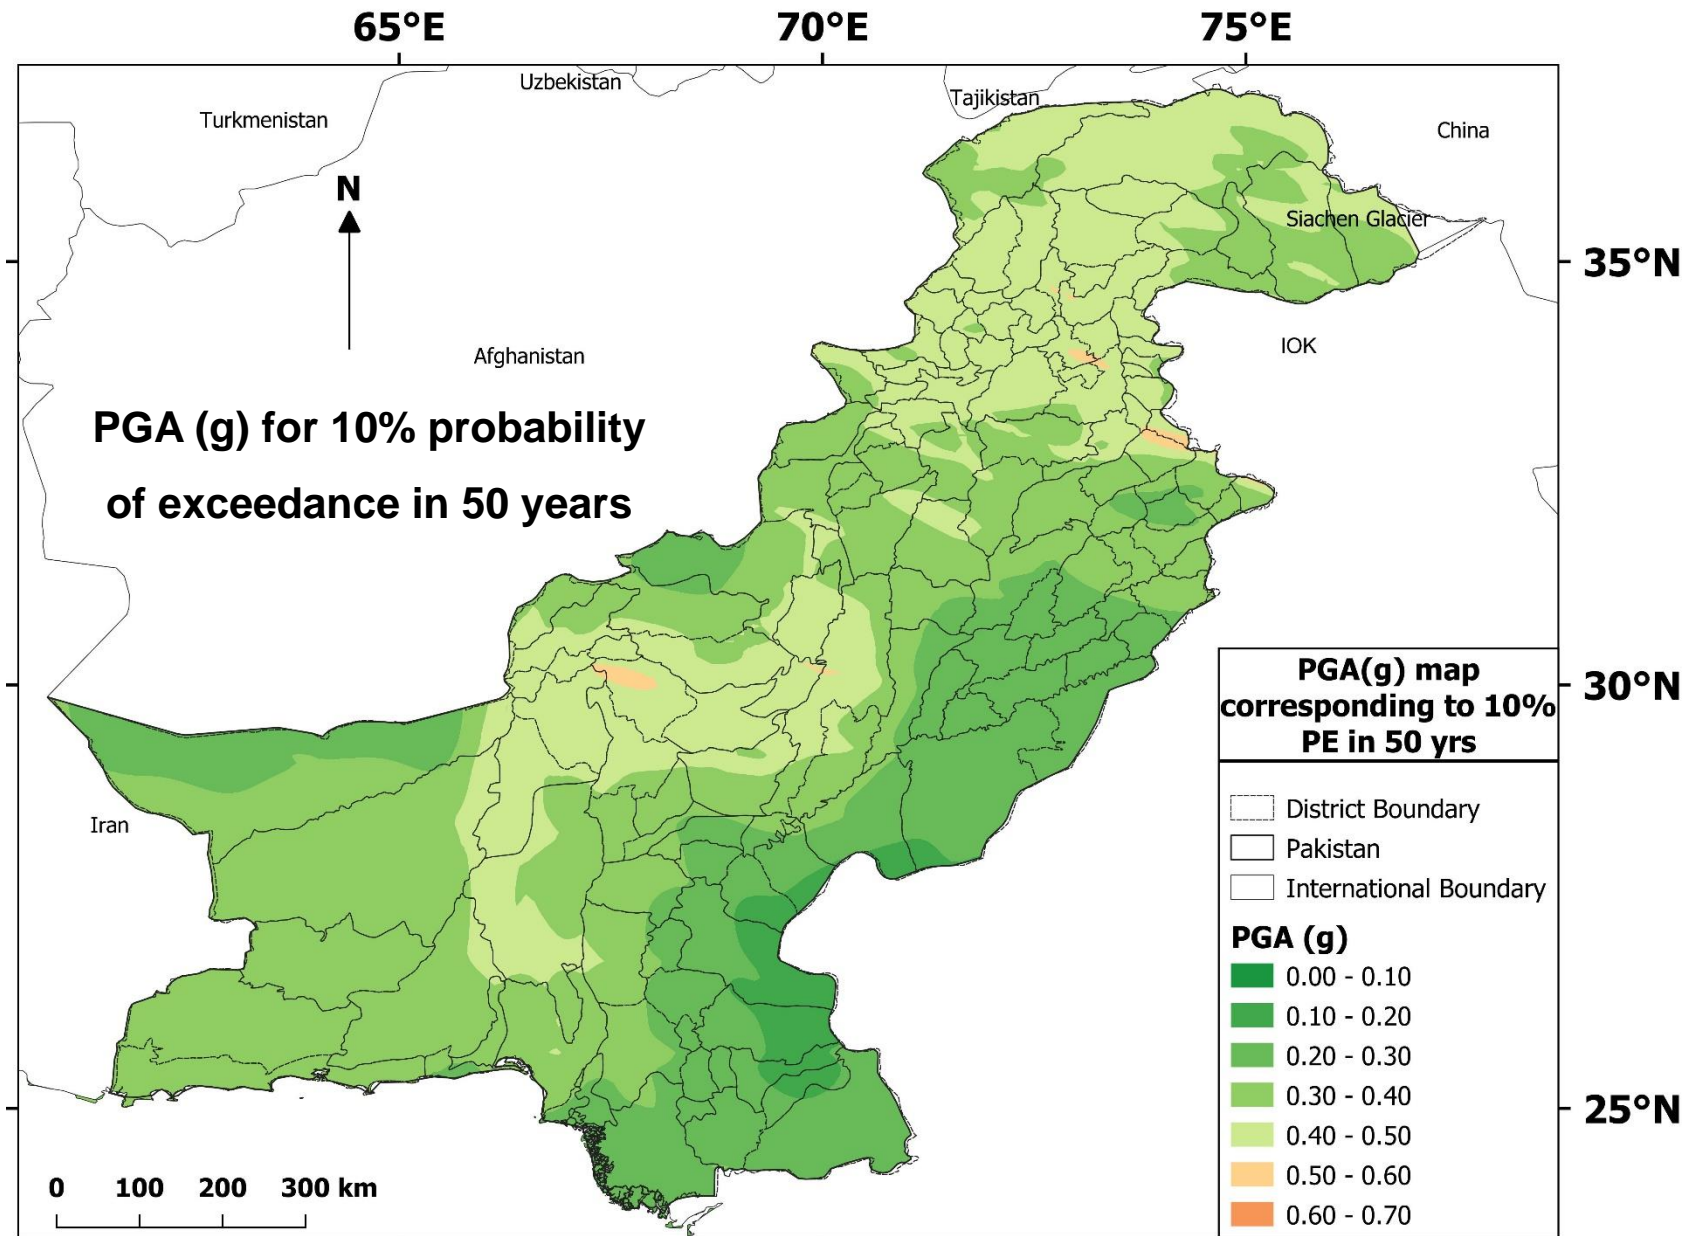 65°E
70°E
75°E
Uzbekistan
Tajikistan
Turkmenistan
China
N
Siachen Glacier
35°N
Afghanistan
IOK
PGA (g) for 10% probability
of exceedance in 50 years
PGA(g) map
corresponding to 10%
PE in 50 yrs
30°N
District Boundary
Iran
Pakistan
International Boundary
PGA (g)
0.00 - 0.10
0.10 - 0.20
0.20 - 0.30
0.30 - 0.40
25°N
0.40 - 0.50
0.50 - 0.60
0 100 200 300 km
0.60 - 0.70